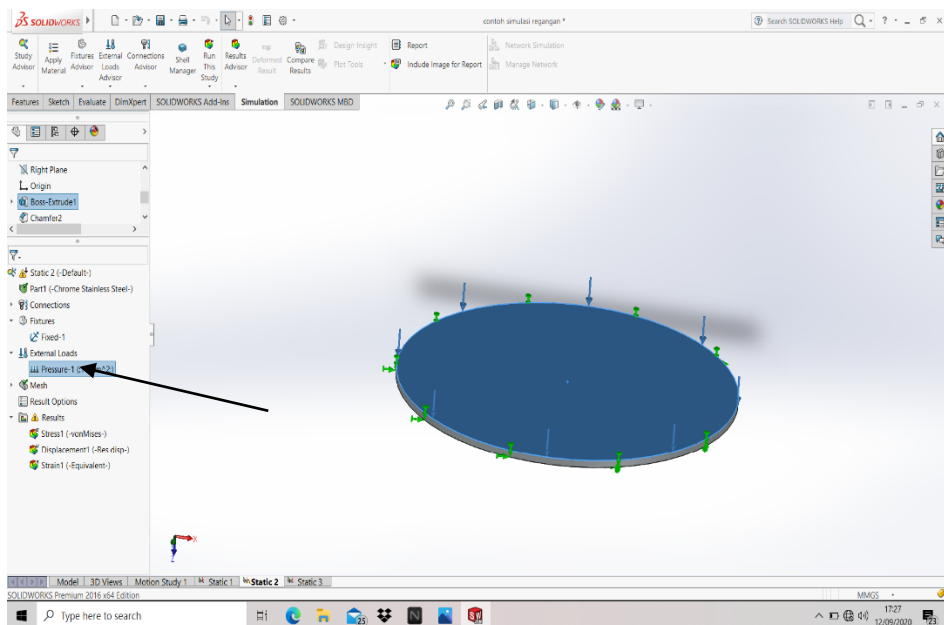 SOLIDWORKS
contoh simulasi regangan *
Search SOLIDWORKS Help
Study Advisor
Apply Material
Fixtures Advisor
External Loads Advisor
Connections Advisor
Shell Manager
Run This Study
Results Advisor
Deformed Result
Compare Results
Design Insight
Plot Tools
Report
Include Image for Report
Network Simulation
Manage Network
Features Sketch Evaluate DimXpert SOLIDWORKS Add-Ins Simulation SOLIDWORKS MBD
Right Plane
Origin
Boss-Extrude1
Chamfer2
Static 2 (-Default-)
Part1 (-Chrome Stainless Steel-)
Connections
Fixtures
Fixed-1
External Loads
Pressure-1
Mesh
Result Options
Results
Stress1 (-vonMises-)
Displacement1 (-Res disp-)
Strain1 (-Equivalent-)
X
Z
Model 3D Views Motion Study 1 Static 1 Static 2 Static 3
SOLIDWORKS Premium 2016 x64 Edition
MMGS
Type here to search
25
N
SW
17:27
12/09/2020
23